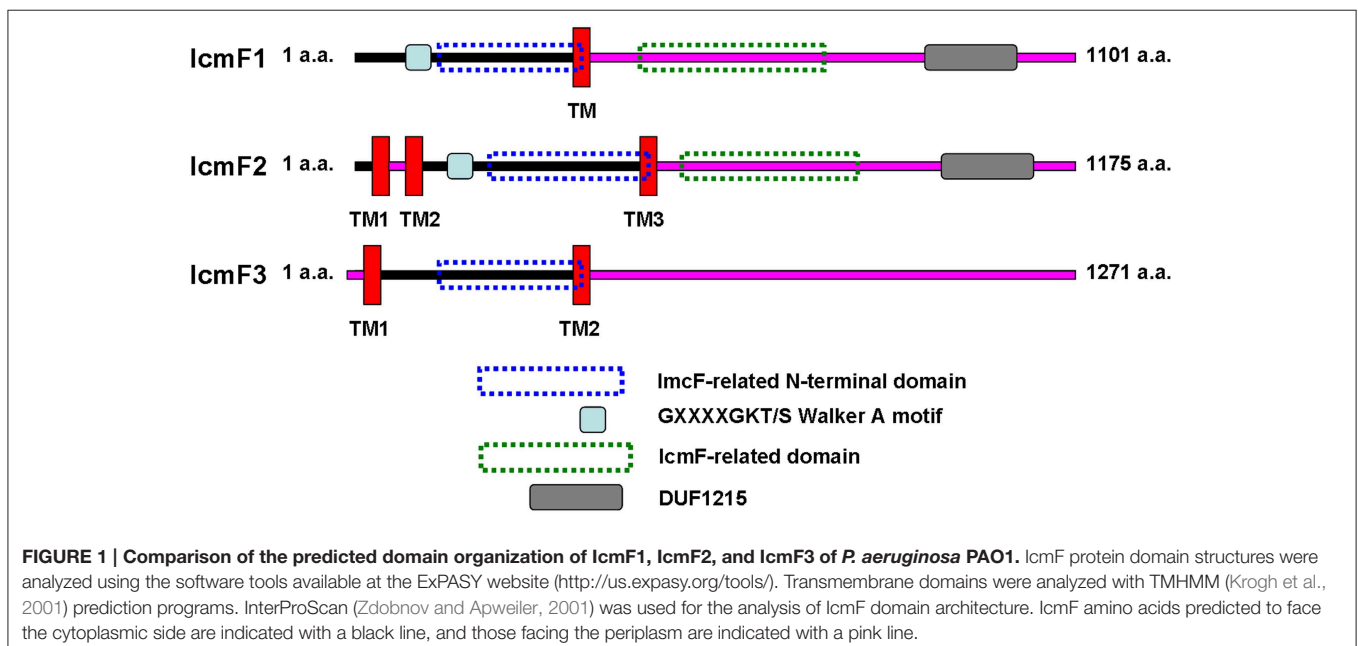 IcmF1 1 a.a. 1101 a.a.
TM
IcmF2 1 a.a. 1175 a.a.
TM1 TM2 TM3
IcmF3 1 a.a. 1271 a.a.
TM1 TM2
ImcF-related N-terminal domain
GXXXXGKT/S Walker A motif
IcmF-related domain
DUF1215
FIGURE 1 | Comparison of the predicted domain organization of IcmF1, IcmF2, and IcmF3 of P. aeruginosa PAO1. IcmF protein domain structures were
analyzed using the software tools available at the ExPASY website (http://us.expasy.org/tools/). Transmembrane domains were analyzed with TMHMM (Krogh et al.,
2001) prediction programs. InterProScan (Zdobnov and Apweiler, 2001) was used for the analysis of IcmF domain architecture. IcmF amino acids predicted to face
the cytoplasmic side are indicated with a black line, and those facing the periplasm are indicated with a pink line.